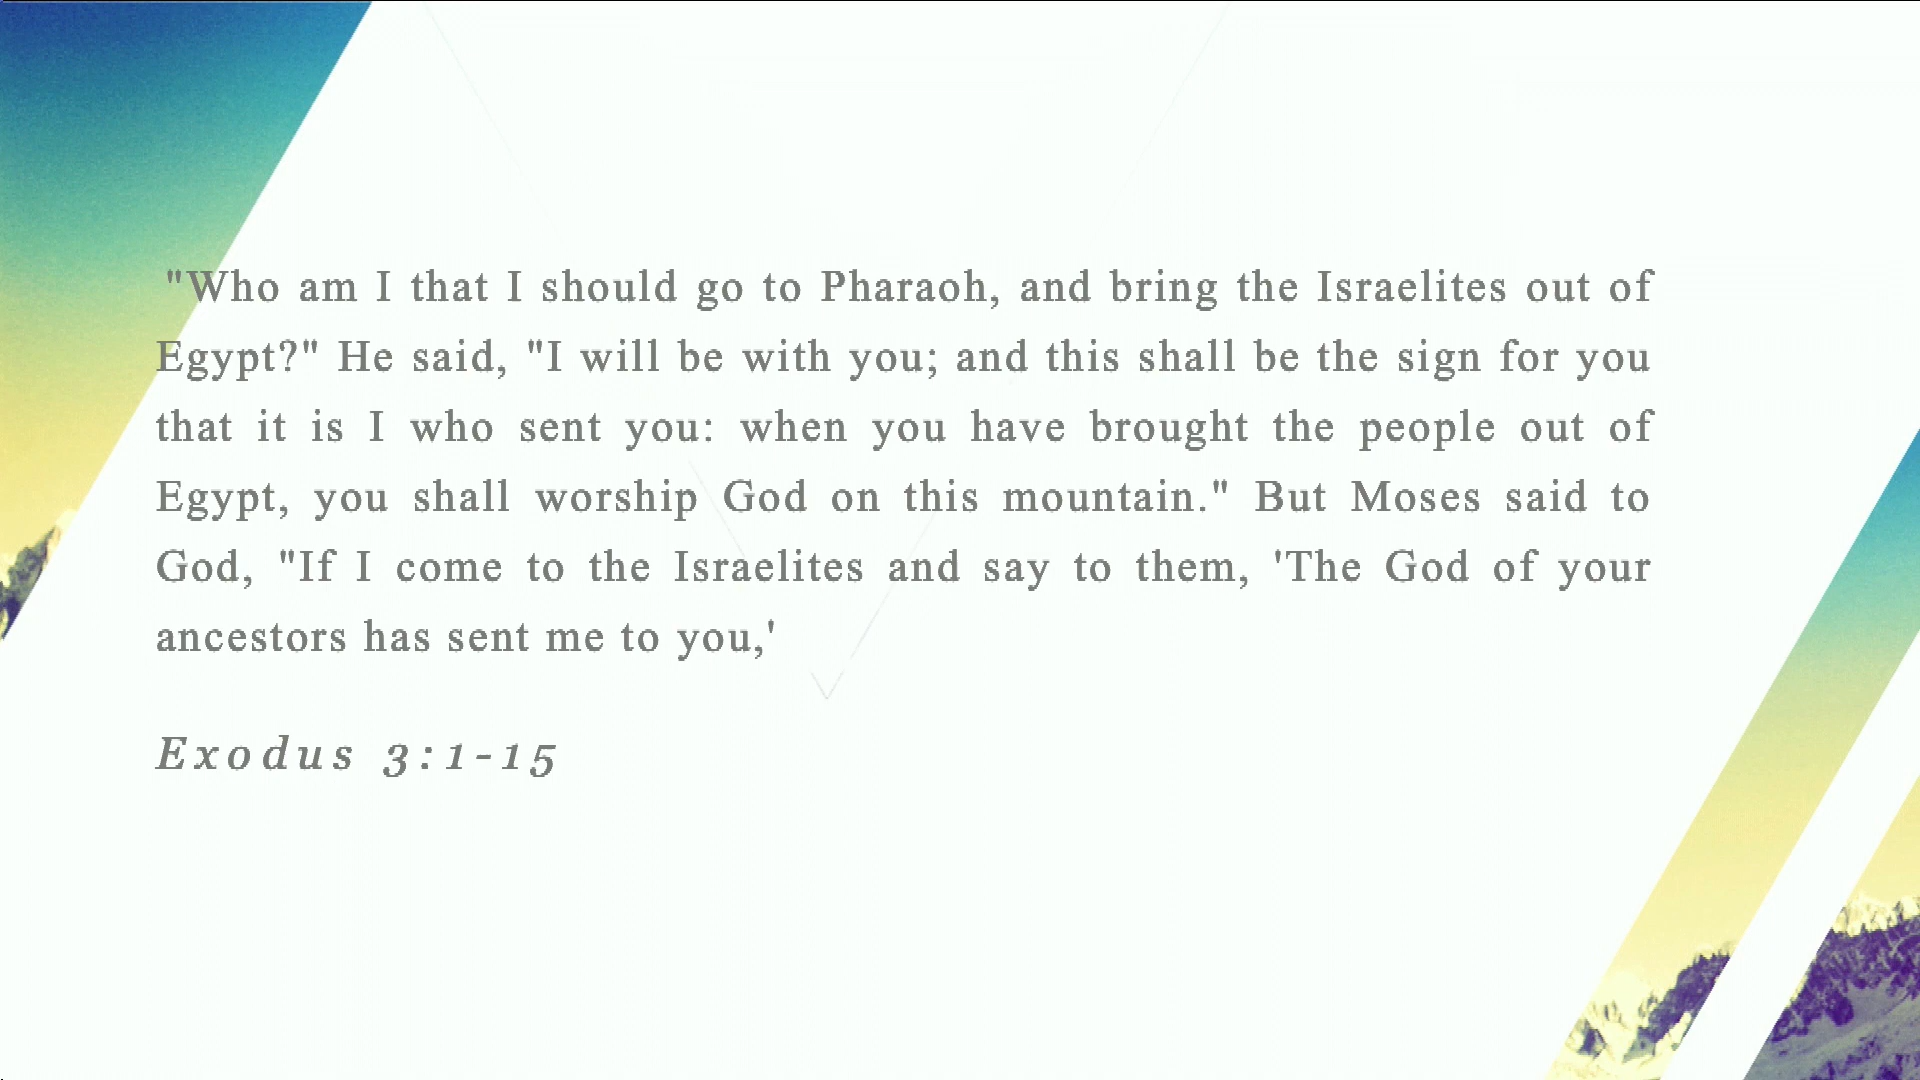 "Who am I that I should go to Pharaoh, and bring the Israelites out of
Egypt?" He said, "I will be with you; and this shall be the sign for you
that it is I who sent you: when you have brought the people out of
Egypt, you shall worship God on this mountain." But Moses said to
God, "If I come to the Israelites and say to them, 'The God of your
ancestors has sent me to you,'
Exodus 3:1-15